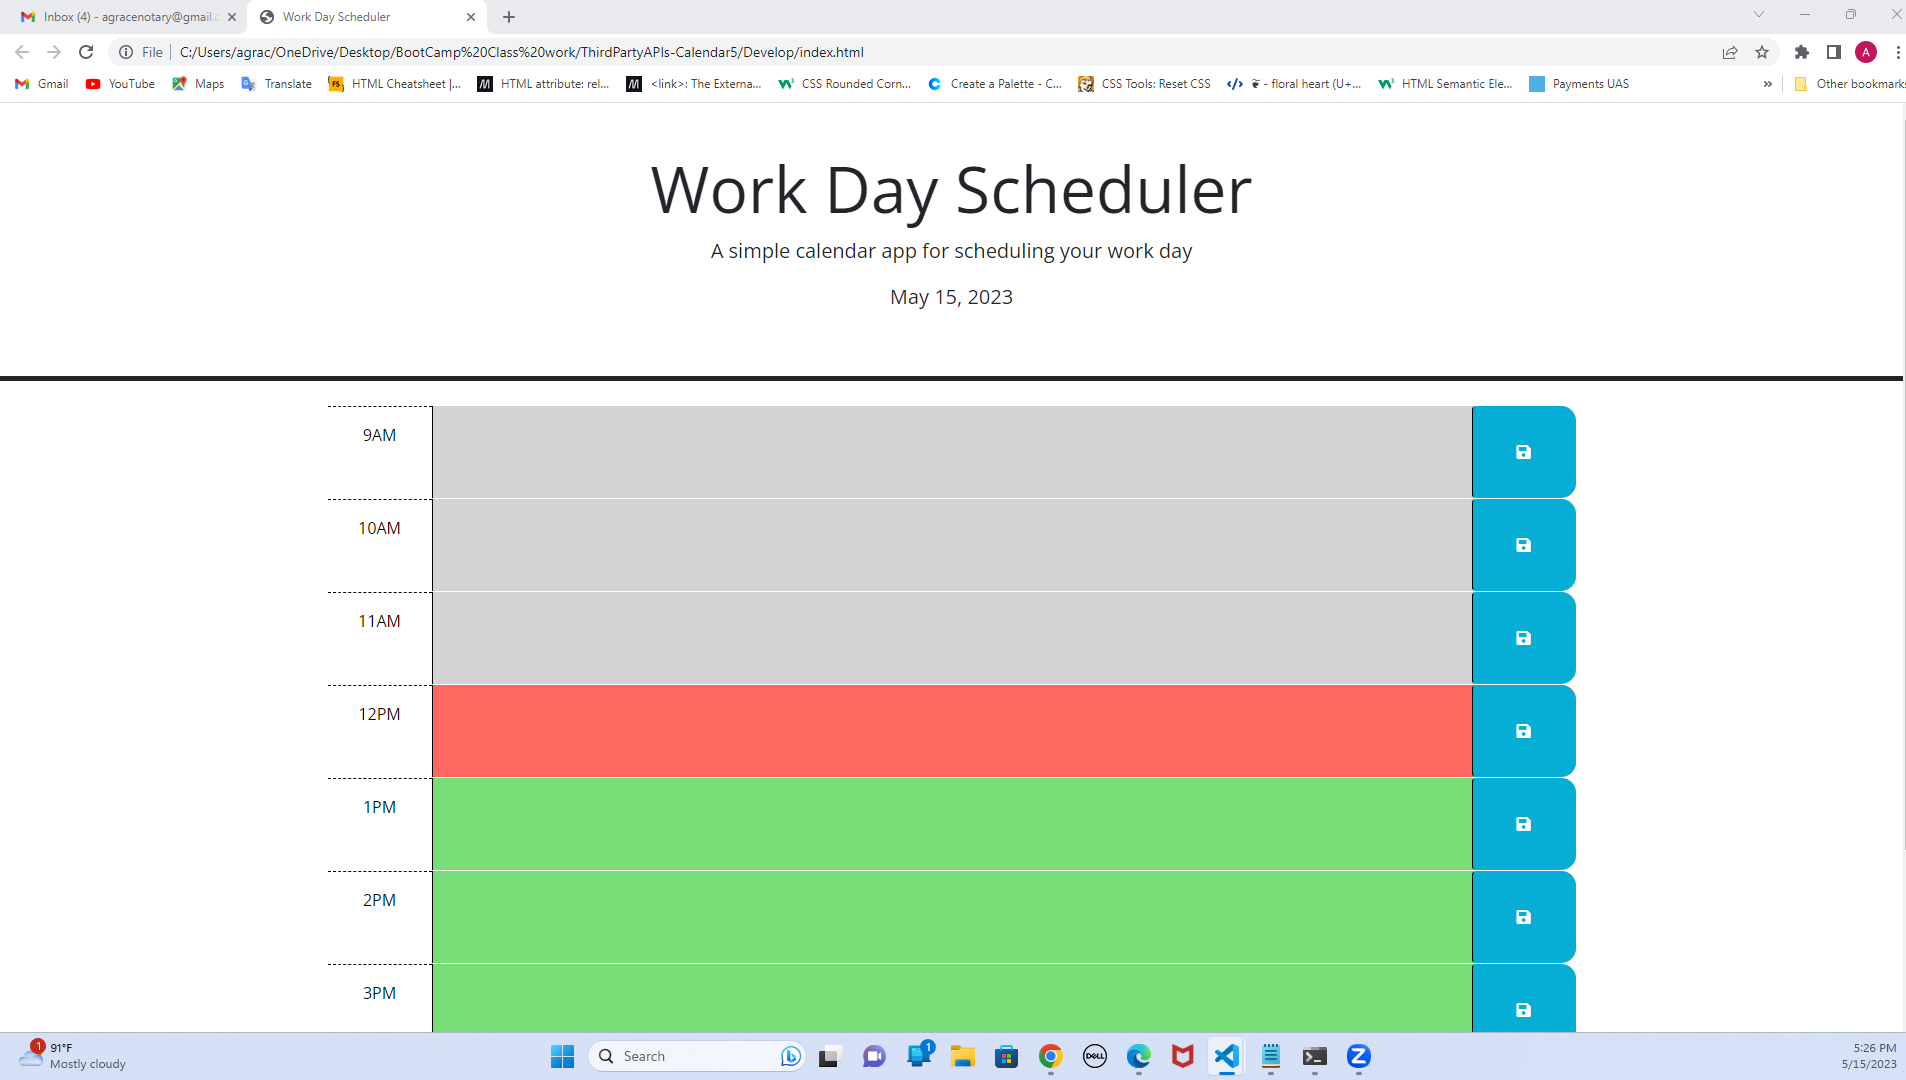 Inbox (4) - agracenotary@gmail.c
Work Day Scheduler
File
C:/Users/agrac/OneDrive/Desktop/BootCamp%20Class%20work/ThirdPartyAPIs-Calendar5/Develop/index.html
A
Gmail
YouTube
Maps
Translate
FS
HTML Cheatsheet |...
HTML attribute: rel...
<link>: The Externa...
CSS Rounded Corn...
Create a Palette - C...
CSS Tools: Reset CSS
❦ - floral heart (U+...
HTML Semantic Ele...
Payments UAS
»
Other bookmarks
Work Day Scheduler
A simple calendar app for scheduling your work day
May 15, 2023
9AM
10AM
11AM
12PM
1PM
2PM
3PM
1
91°F
Mostly cloudy
Search
1
DELL
Z
5:26 PM
5/15/2023